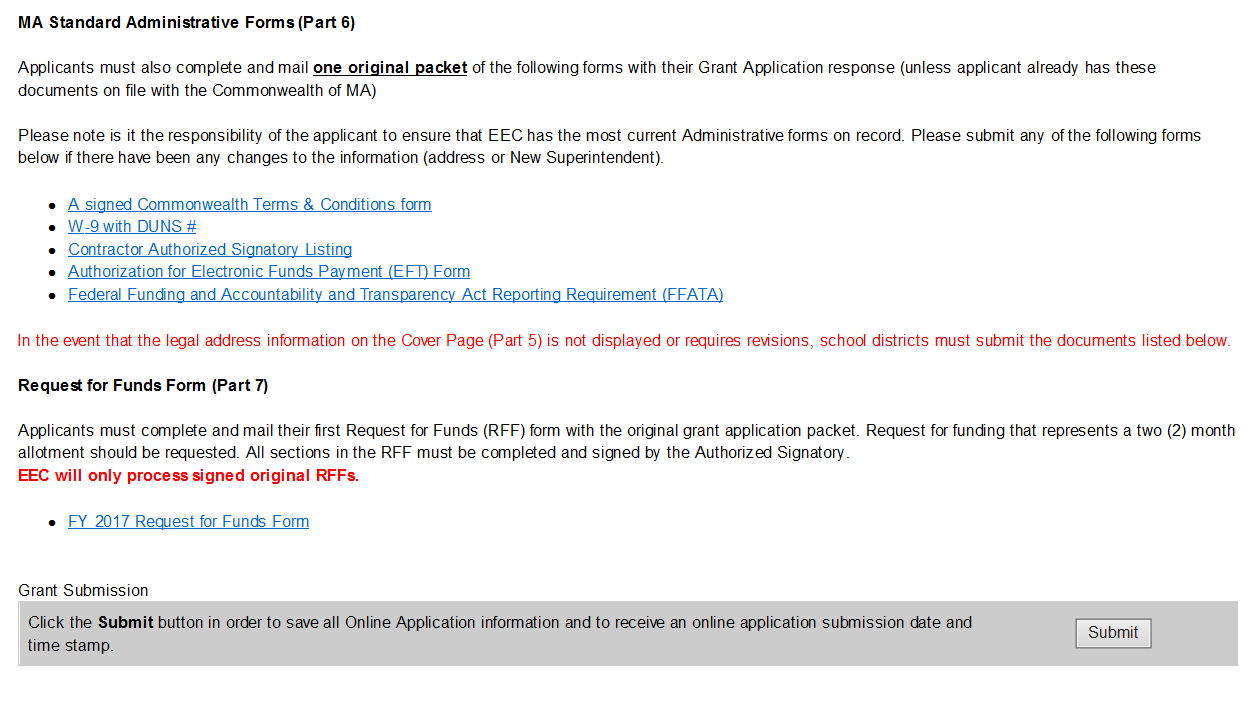 MA Standard Administrative Forms (Part 6)
Applicants must also complete and mail one original packet of the following forms with their Grant Application response (unless applicant already has these
documents on file with the Commonwealth of MA)
Please note is it the responsibility of the applicant to ensure that EEC has the most current Administrative forms on record. Please submit any of the following forms
below if there have been any changes to the information (address or New Superintendent).
• A signed Commonwealth Terms & Conditions form
• W-9 with DUNS #
• Contractor Authorized Signatory Listing
• Authorization for Electronic Funds Payment (EFT) Form
• Federal Funding and Accountability and Transparency Act Reporting Requirement (FFATA)
In the event that the legal address information on the Cover Page (Part 5) is not displayed or requires revisions, school districts must submit the documents listed below.
Request for Funds Form (Part 7)
Applicants must complete and mail their first Request for Funds (RFF) form with the original grant application packet. Request for funding that represents a two (2) month
allotment should be requested. All sections in the RFF must be completed and signed by the Authorized Signatory.
EEC will only process signed original RFFs.
• FY 2017 Request for Funds Form
Grant Submission
Click the Submit button in order to save all Online Application information and to receive an online application submission date and
time stamp.
Submit